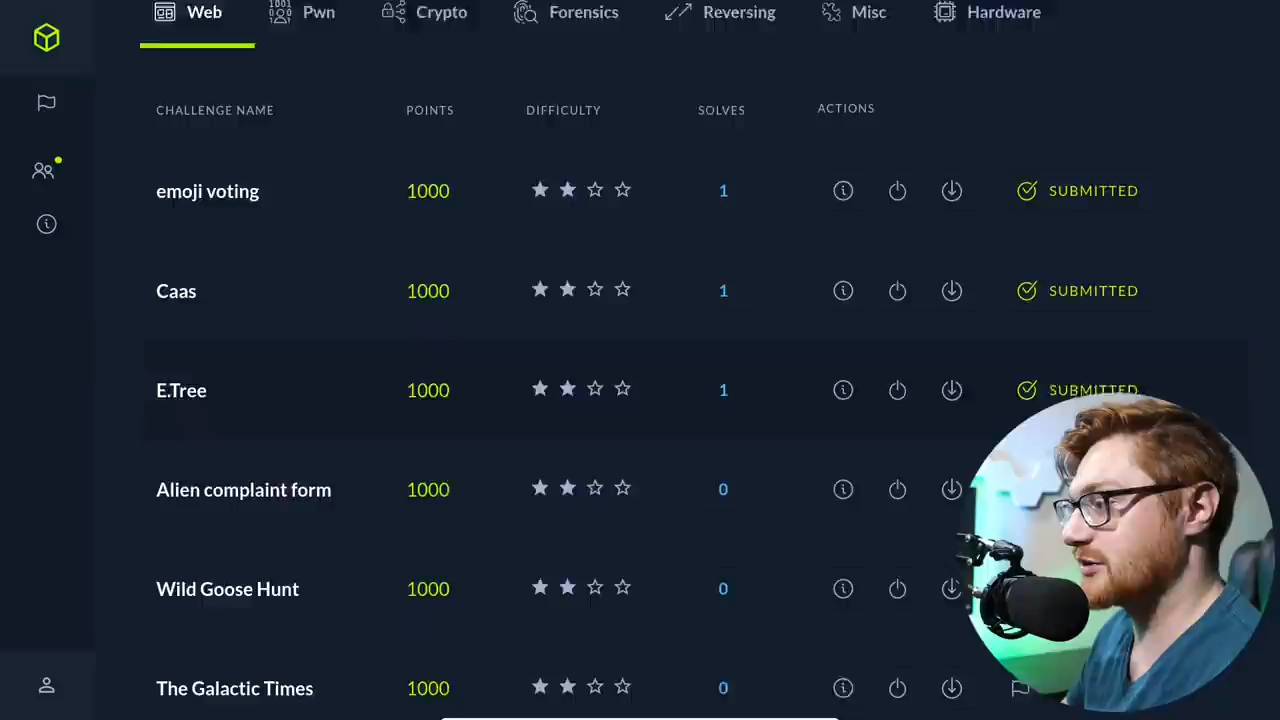 Web Pwn Crypto Forensics Reversing Misc Hardware
CHALLENGE NAME POINTS DIFFICULTY SOLVES ACTIONS
emoji voting 1000 1 SUBMITTED
Caas 1000 1 SUBMITTED
E.Tree 1000 1 SUBMITTED
Alien complaint form 1000 0
Wild Goose Hunt 1000 0
The Galactic Times 1000 0